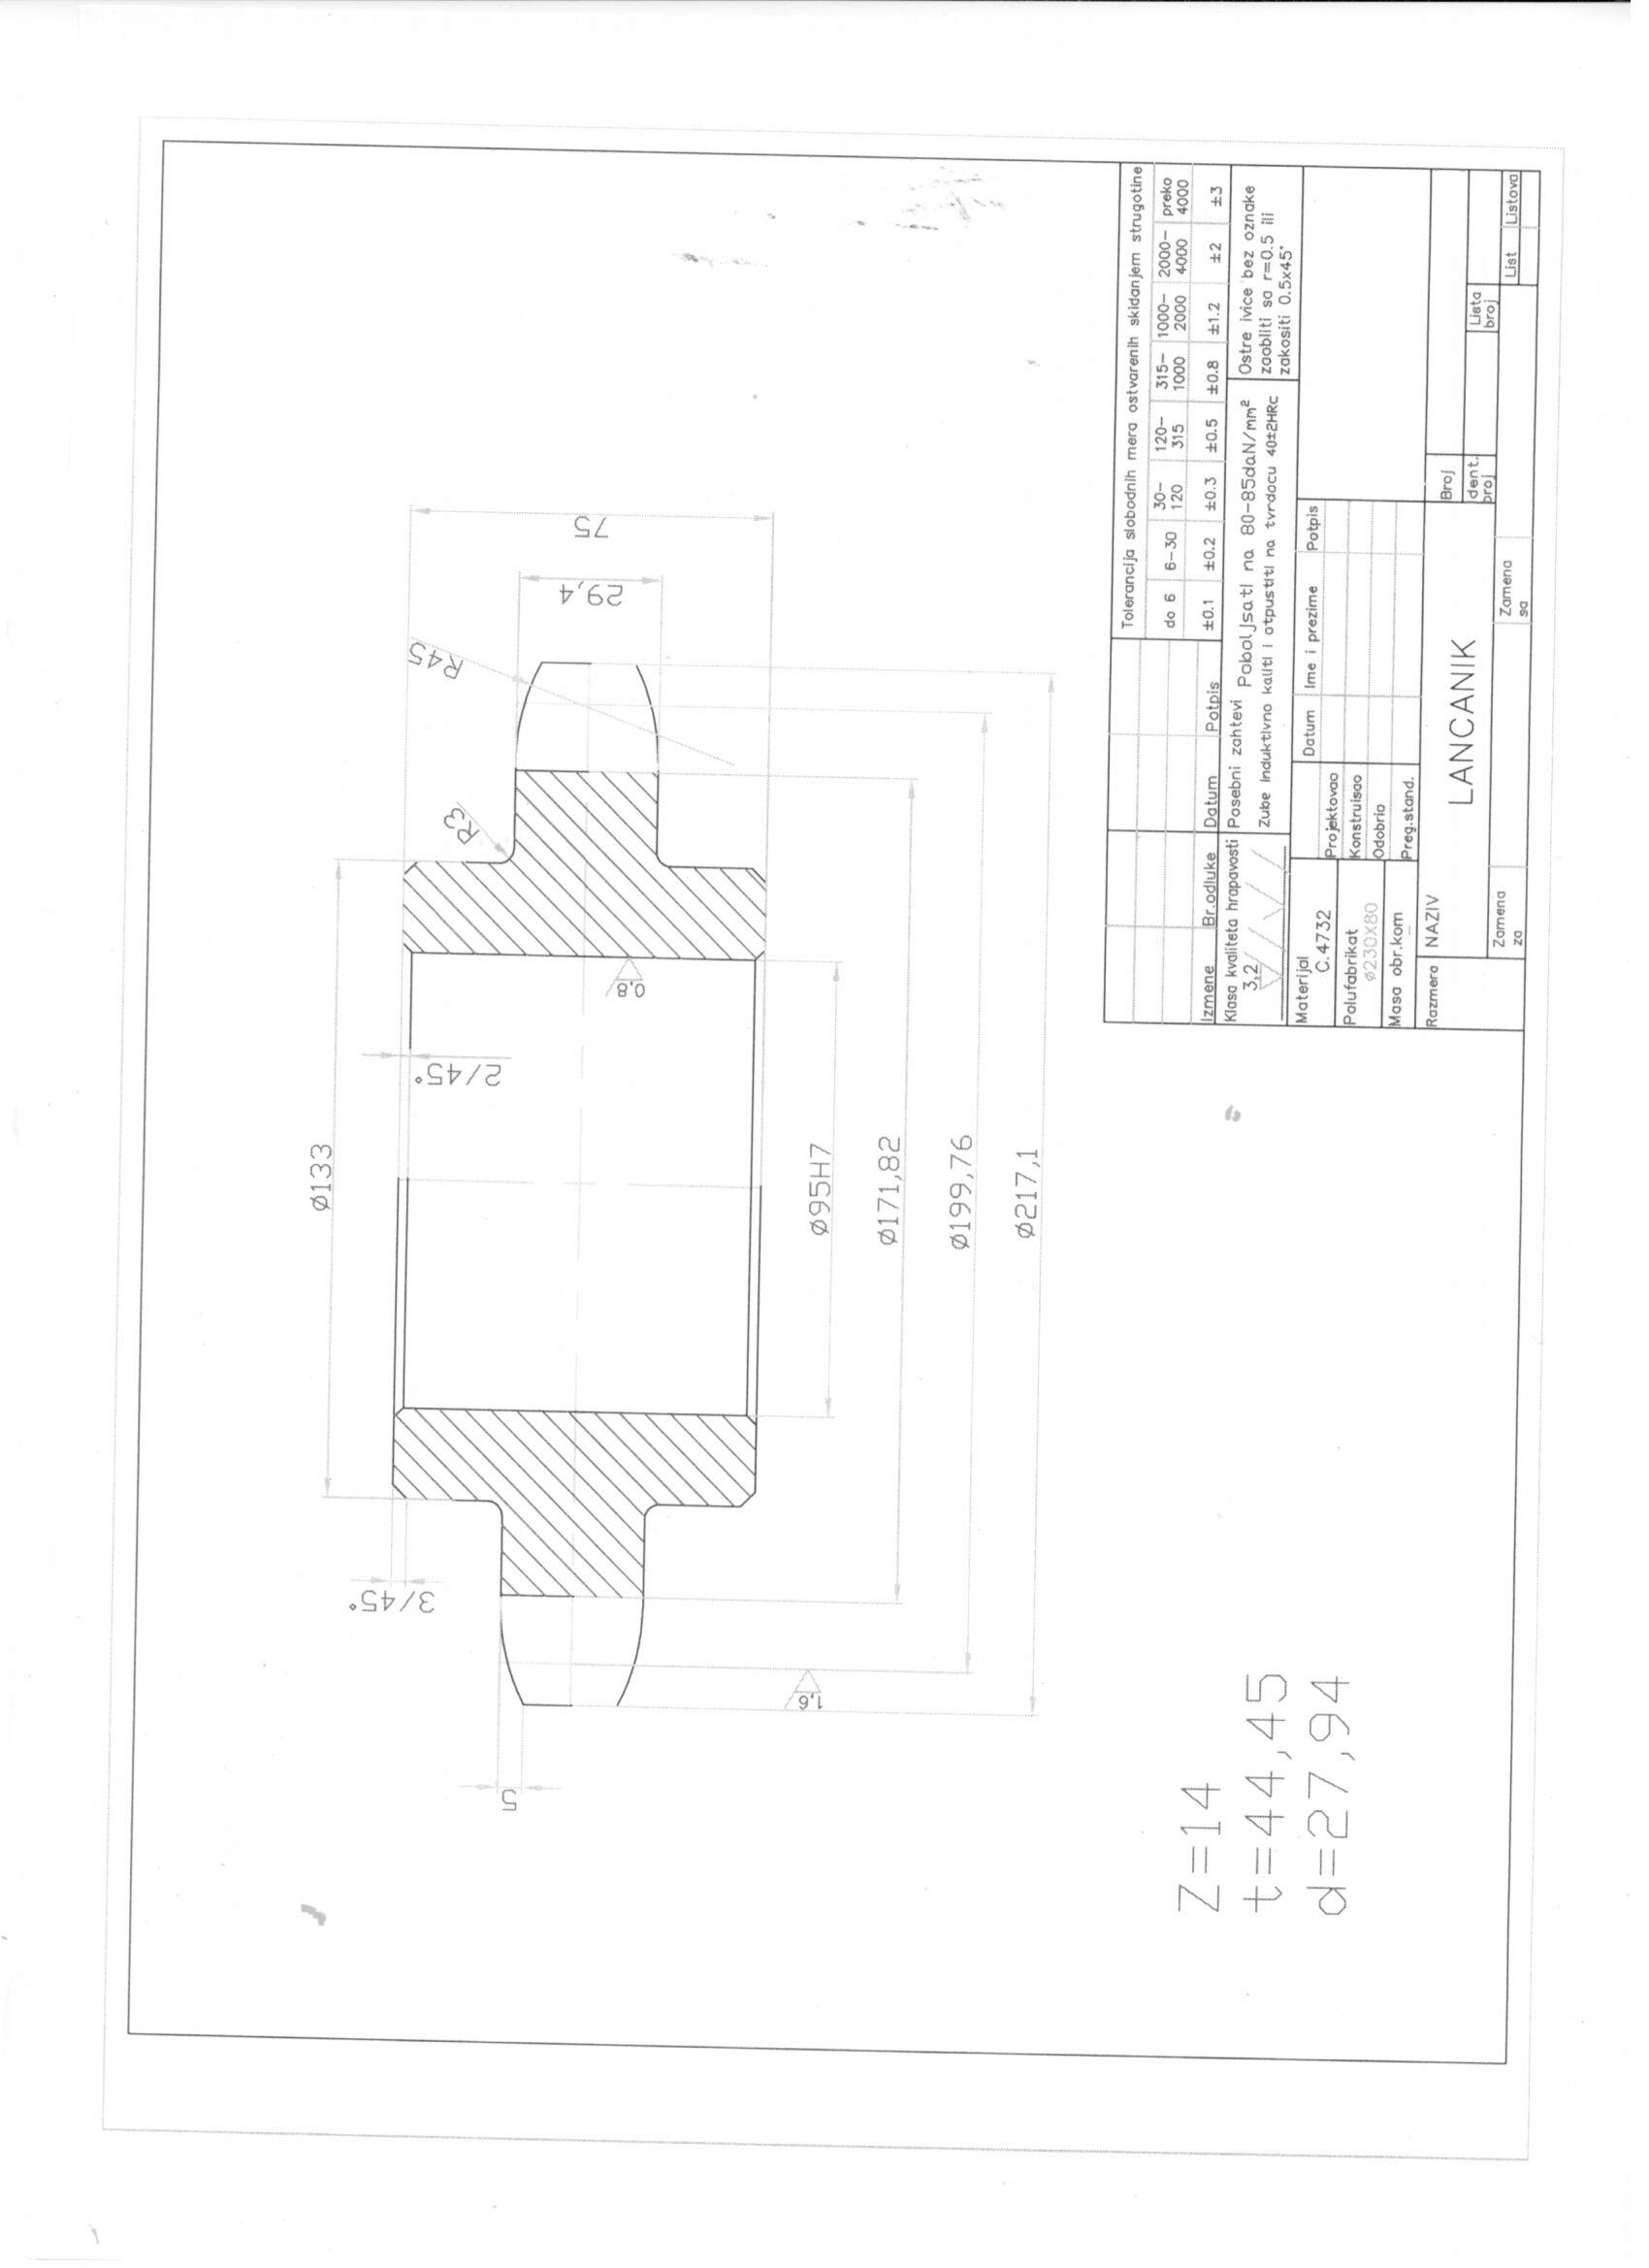 Ø133
2/45°
3/45°
R3
R45
29,4
75
5
0,8
1,6
Ø95H7
Ø171,82
Ø199,76
Ø217,1
Z=14
t=44,45
d=27,94
Tolerancija slobodnih mera ostvarenih skidanjem strugotine
do 6 6-30 30-120 120-315 315-1000 1000-2000 2000-4000 preko 4000
±0.1 ±0.2 ±0.3 ±0.5 ±0.8 ±1.2 ±2 ±3
Izmene Br.odluke Datum Potpis
Klasa kvaliteta hrapavosti
3,2
Posebni zahtevi Poboljsati na 80-85daN/mm²
Zube Induktivno kaliti i otpustiti na tvrdocu 40±2HRc
Ostre ivice bez oznake
zaobliti sa r=0.5 ili
zakositi 0.5x45°
Materijal
C.4732
Polufabrikat
Ø230X80
Masa obr.kom
Datum Ime i prezime Potpis
Projektovao
Konstruisao
Odobrio
Preg.stand.
Razmera
NAZIV
LANCANIK
Broj
dent.
broj
Lista
broj
Zamena
za
Zamena
sa
List
Listova